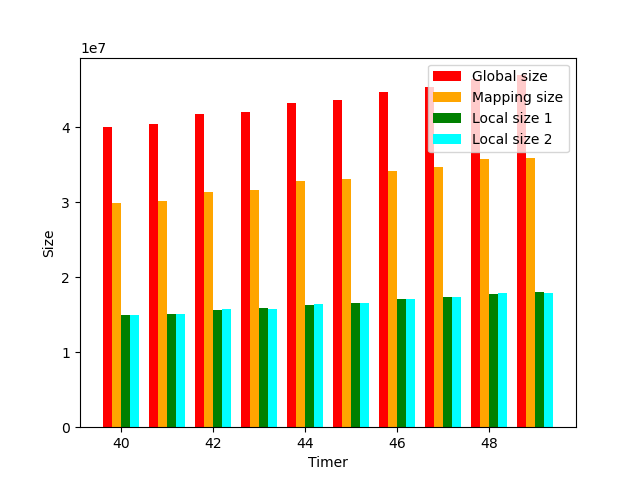 1e7
Global size
Mapping size
Local size 1
Local size 2
4
3
2
1
0
Size
40 42 44 46 48
Timer